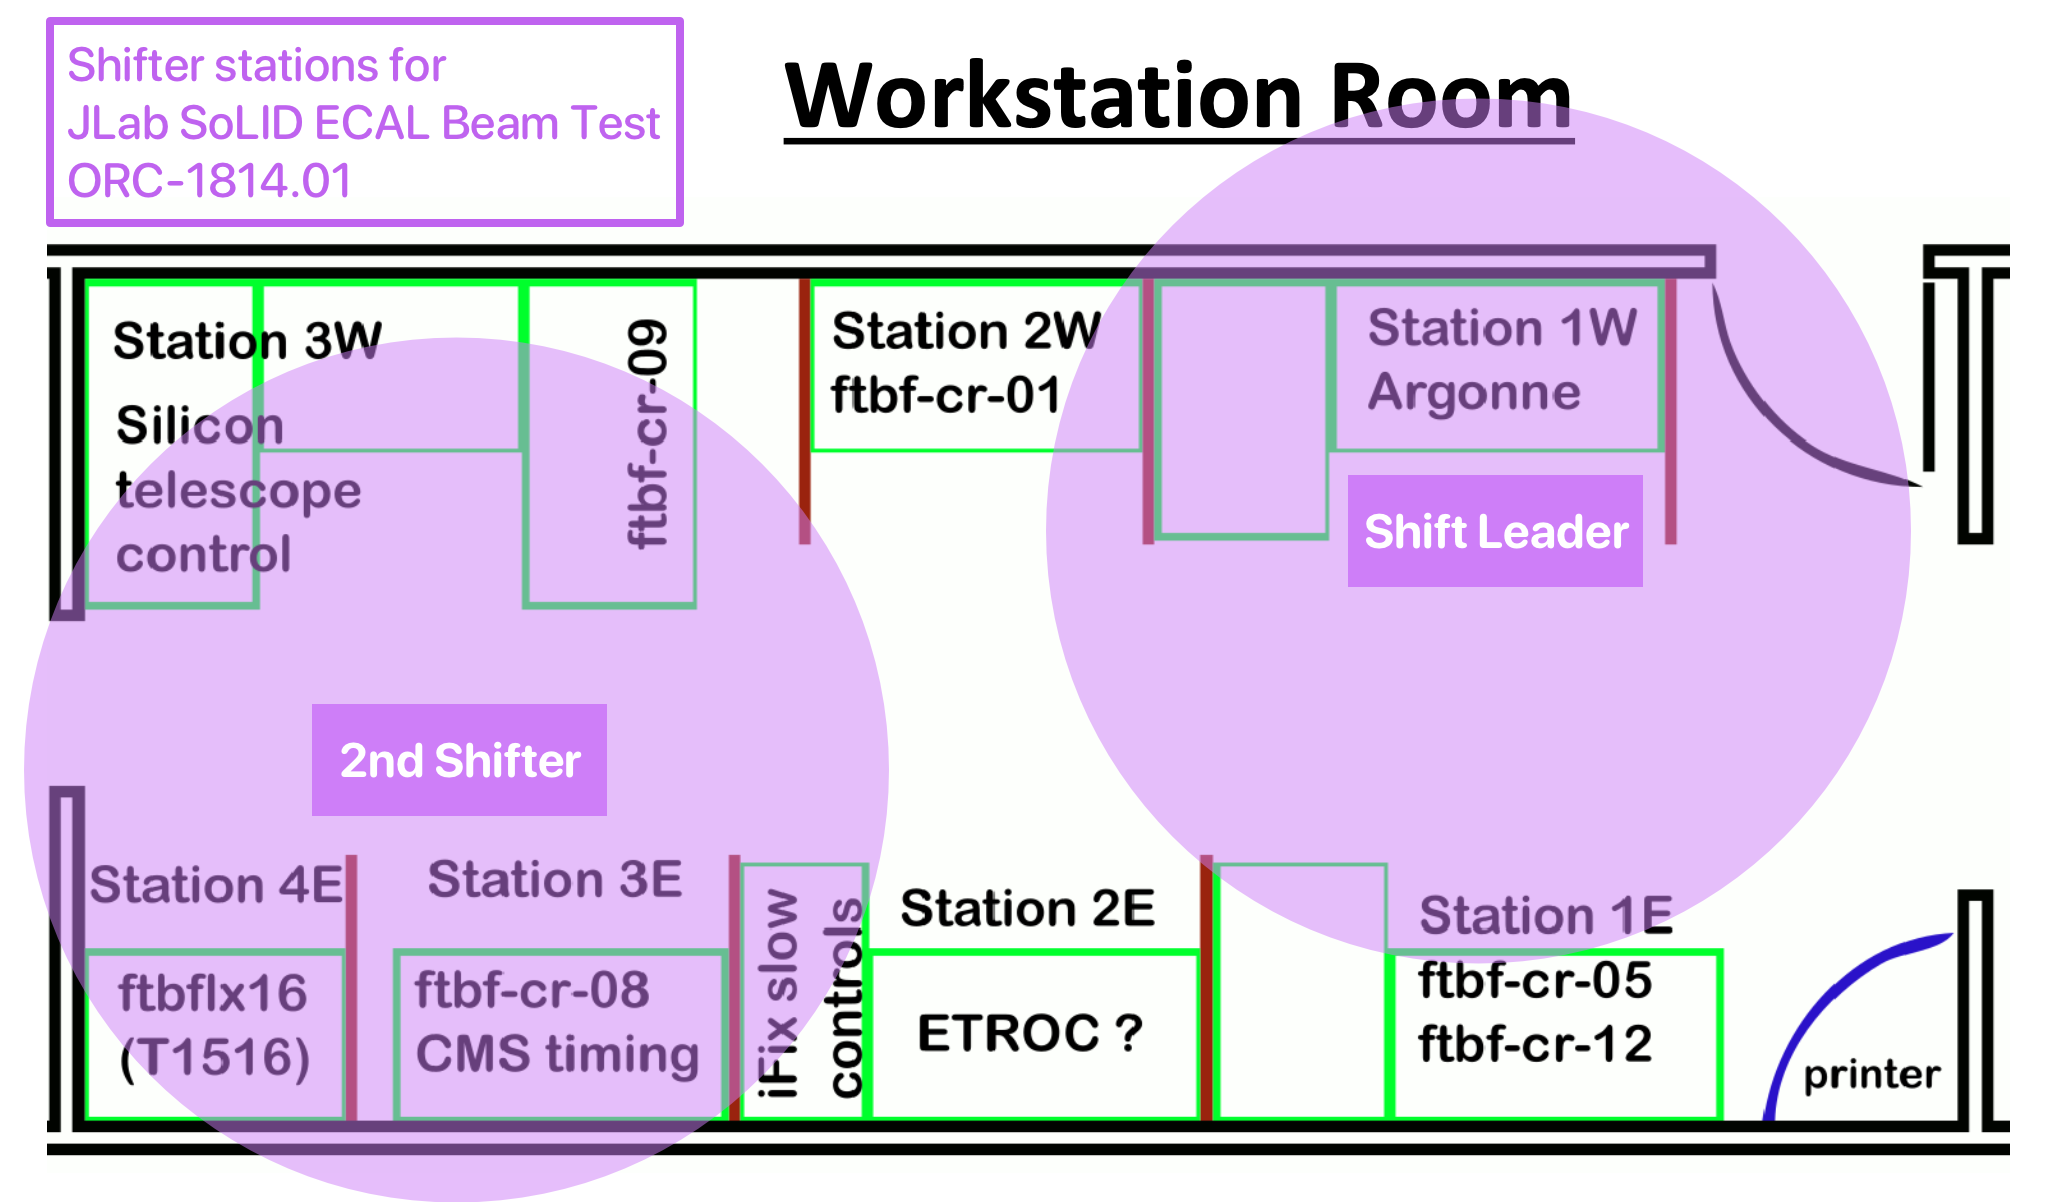 Shifter stations for
JLab SoLID ECAL Beam Test
ORC-1814.01
Workstation Room
Station 3W
Silicon
telescope
control
ftbf-cr-09
Station 2W
ftbf-cr-01
Station 1W
Argonne
Shift Leader
2nd Shifter
Station 4E
ftbflx16
(T1516)
Station 3E
ftbf-cr-08
CMS timing
iFix slow
controls
Station 2E
ETROC ?
Station 1E
ftbf-cr-05
ftbf-cr-12
printer